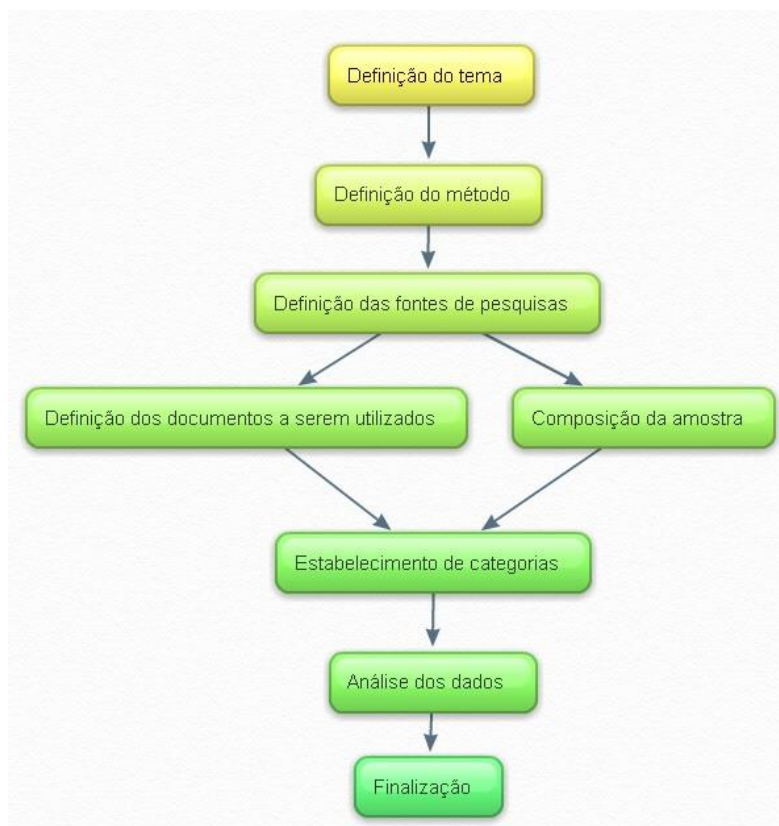 Definição do tema
Definição do método
Definição das fontes de pesquisas
Definição dos documentos a serem utilizados
Composição da amostra
Estabelecimento de categorias
Análise dos dados
Finalização